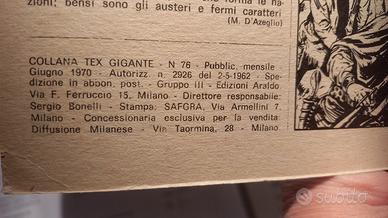 zioni; bensì sono gli austeri e fermi caratteri
(M. D'Azeglio)
COLLANA TEX GIGANTE - N 76 - Pubblic. mensile
Giugno 1970 - Autorizz. n. 2926 del 2-5-1962 - Spe-
dizione in abbon. post. - Gruppo III - Edizioni Araldo
Via F. Ferruccio 15, Milano - Direttore responsabile:
Sergio Bonelli - Stampa: SAFGRA, Via Armellini 7.
Milano - Concessionaria esclusiva per la vendita:
Diffusione Milanese - Via Taormina, 28 - Milano
subito